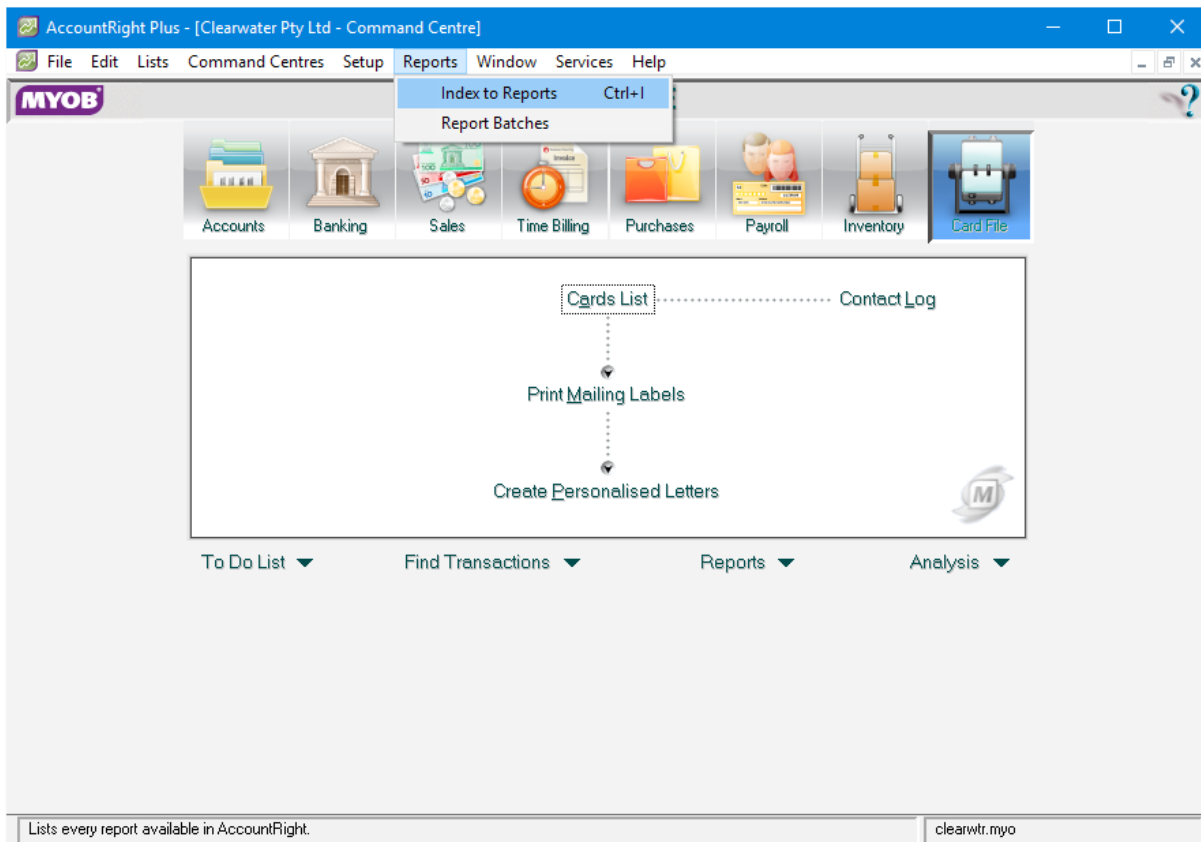 AccountRight Plus - [Clearwater Pty Ltd - Command Centre]
File Edit Lists Command Centres Setup Reports Window Services Help
MYOB
Index to Reports Ctrl+I
Report Batches
Invoice
Accounts Banking Sales Time Billing Purchases Payroll Inventory Card File
Cards List Contact Log
Print Mailing Labels
Create Personalised Letters
M
To Do List Find Transactions Reports Analysis
Lists every report available in AccountRight. clearwtr.myo